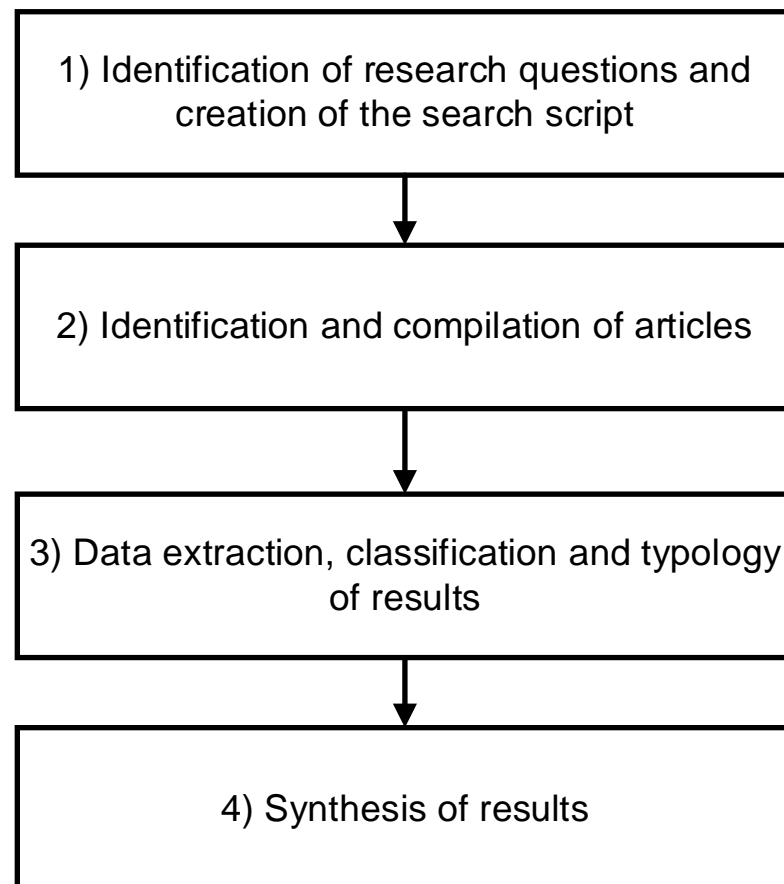 1) Identification of research questions and
creation of the search script
2) Identification and compilation of articles
3) Data extraction, classification and typology
of results
4) Synthesis of results